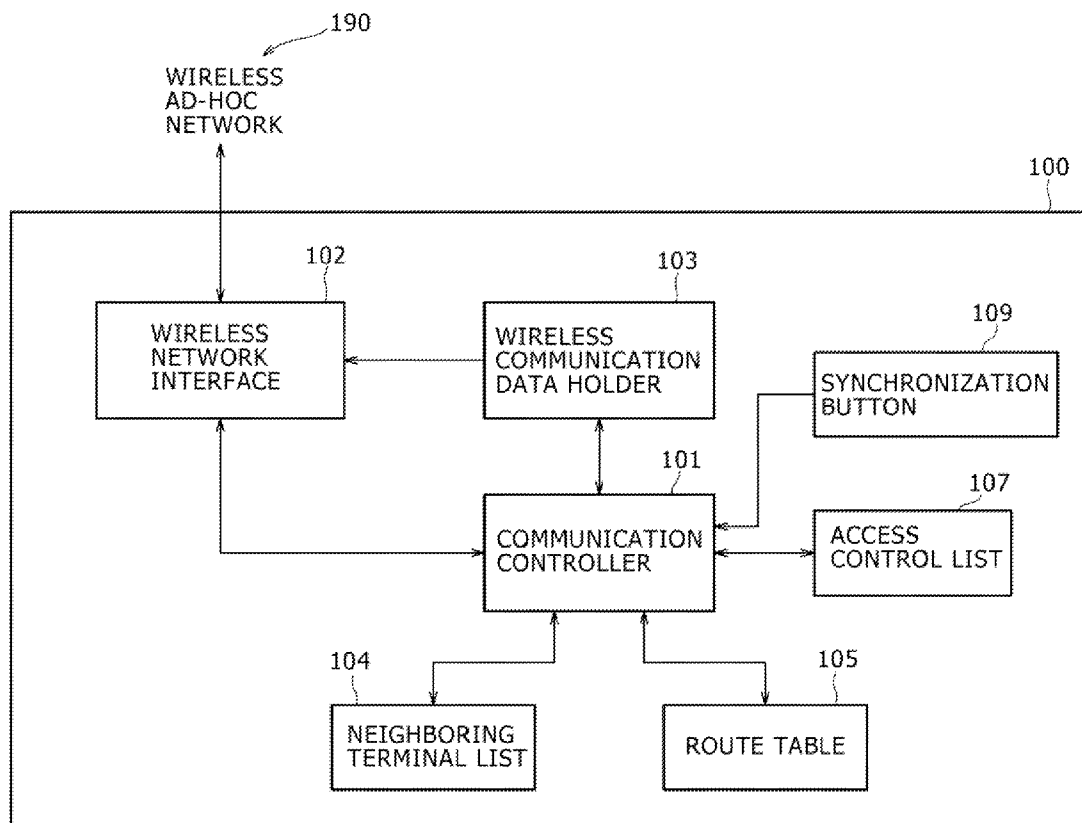 190
WIRELESS
AD-HOC
NETWORK
100
102
103
109
WIRELESS
NETWORK
INTERFACE
WIRELESS
COMMUNICATION
DATA HOLDER
SYNCHRONIZATION
BUTTON
101
107
COMMUNICATION
CONTROLLER
ACCESS
CONTROL LIST
104
105
NEIGHBORING
TERMINAL LIST
ROUTE TABLE